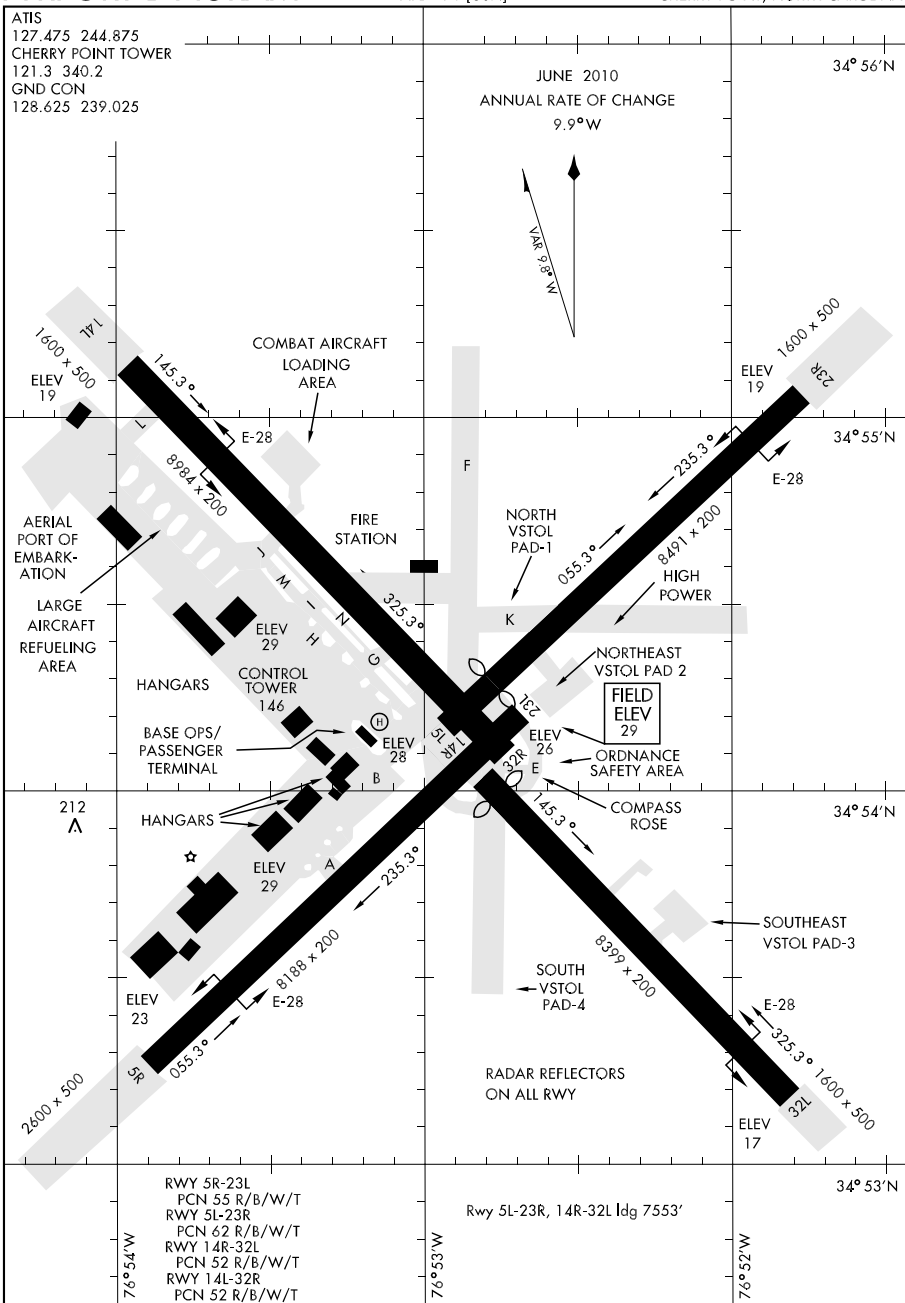 ATIS
127.475 244.875
CHERRY POINT TOWER
121.3 340.2
GND CON
128.625 239.025
JUNE 2010
ANNUAL RATE OF CHANGE
9.9° W
VAR 9.8° W
34° 56'N
14L
1600 x 500
ELEV
19
145.3°
COMBAT AIRCRAFT
LOADING
AREA
1600 x 500
23R
ELEV
19
34° 55'N
L
E-28
8984 x 200
F
235.3°
E-28
AERIAL
PORT OF
EMBARK-
ATION
FIRE
STATION
NORTH
VSTOL
PAD-1
055.3°
8491 x 200
HIGH
POWER
LARGE
AIRCRAFT
REFUELING
AREA
J
W
I
N
H
G
325.3°
K
ELEV
29
NORTHEAST
VSTOL PAD 2
HANGARS
CONTROL
TOWER
146
23L
FIELD
ELEV
29
BASE OPS/
PASSENGER
TERMINAL
H
ELEV
28
5L
14R
ELEV
26
32R
E
ORDNANCE
SAFETY AREA
B
COMPASS
ROSE
34° 54'N
212
HANGARS
145.3°
ELEV
29
A
235.3°
SOUTHEAST
VSTOL PAD-3
8188 x 200
8399 x 200
SOUTH
VSTOL
PAD-4
ELEV
23
E-28
E-28
055.3°
325.3°
5R
2600 x 500
RADAR REFLECTORS
ON ALL RWY
1600 x 500
32L
ELEV
17
34° 53'N
RWY 5R-23L
PCN 55 R/B/W/T
RWY 5L-23R
PCN 62 R/B/W/T
RWY 14R-32L
PCN 52 R/B/W/T
RWY 14L-32R
PCN 52 R/B/W/T
Rwy 5L-23R, 14R-32L ldg 7553'
76° 54'W
76° 53'W
76° 52'W